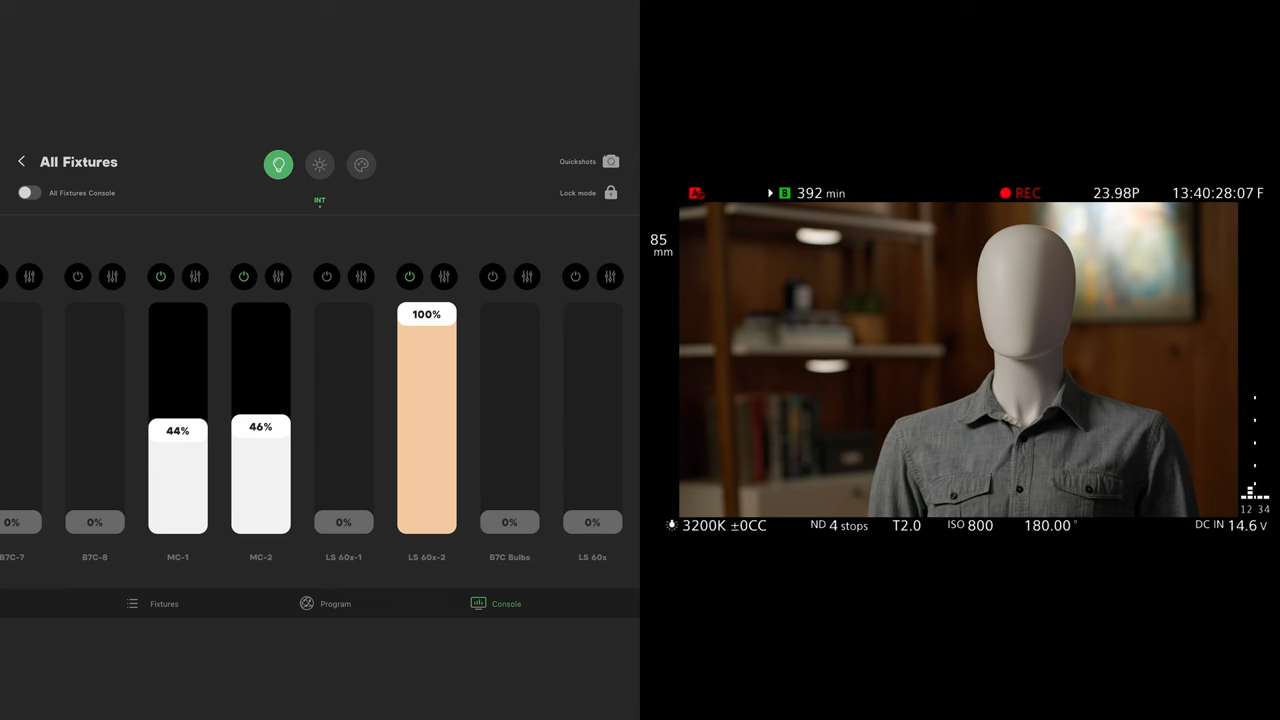 All Fixtures
Quickshots
All Fixtures Console
Lock mode
INT
100%
44%
46%
0%
0%
0%
0%
0%
B7C-7
B7C-8
MC-1
MC-2
LS 60x-1
LS 60x-2
B7C Bulbs
LS 60x
Fixtures
Program
Console
B 392 min
REC
23.98P
13:40:28:07 F
85
mm
12 34
3200K ±0CC
ND 4 stops
T2.0
ISO 800
180.00°
DC IN 14.6 V